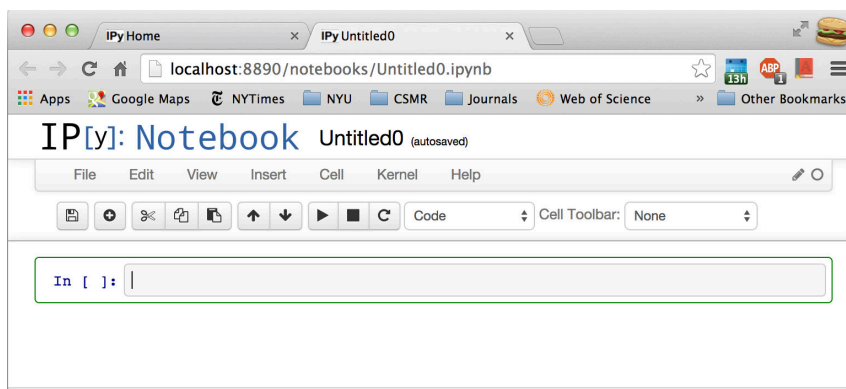 IPy Home × IPy Untitled0 ×
localhost:8890/notebooks/Untitled0.ipynb 13h ABP 1
Apps Google Maps NYTimes NYU CSMR Journals Web of Science » Other Bookmarks
IP[y]: Notebook Untitled0 (autosaved)
File Edit View Insert Cell Kernel Help
Code Cell Toolbar: None
In [ ]: